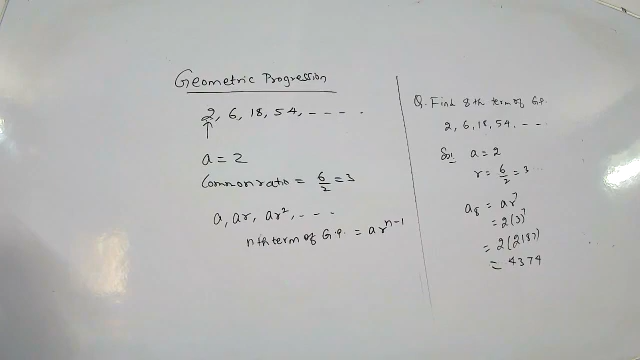 Geometric Progression
2, 6, 18, 54, - - - - .
↑
a = 2
Common ratio = 6/2 = 3
a, ar, ar², - - - .
nth term of G.P. = arⁿ⁻¹
Q. Find 8th term of G.P.
2, 6, 18, 54, - - -
Sol a = 2
r = 6/2 = 3
a₈ = ar⁷
= 2(3)⁷
= 2(2187)
= 4374